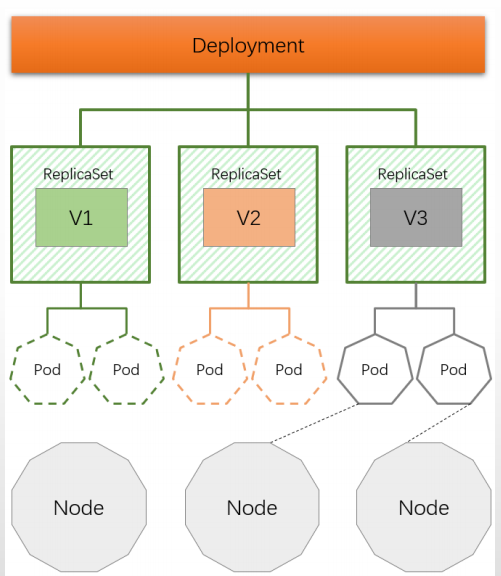 Deployment
ReplicaSet
ReplicaSet
ReplicaSet
V1
V2
V3
Pod
Pod
Pod
Pod
Pod
Pod
Node
Node
Node